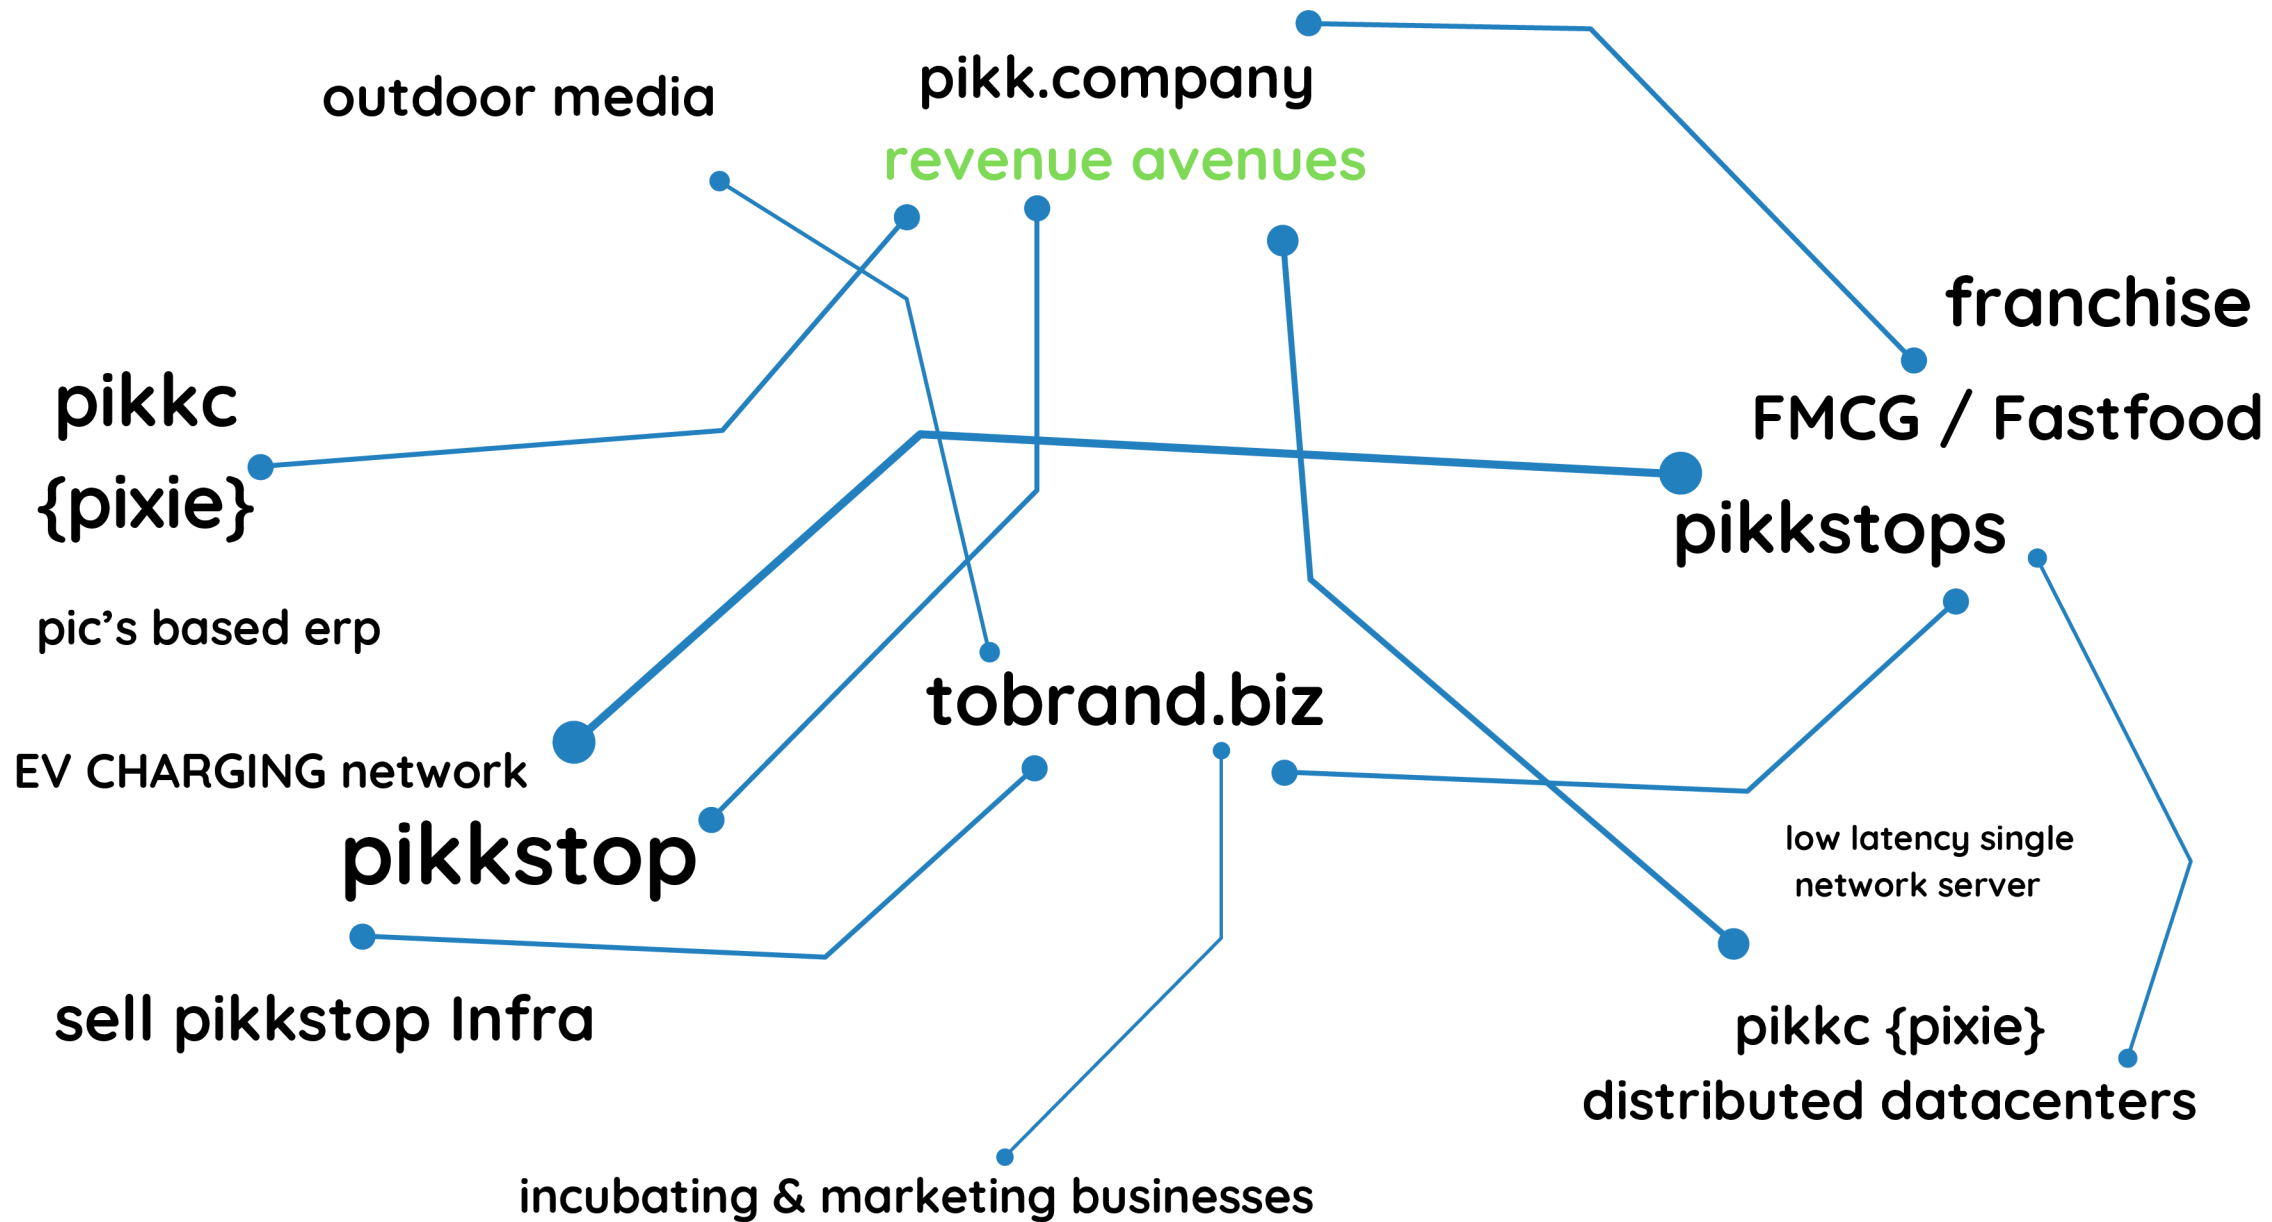 pikk.company
outdoor media
revenue avenues
franchise
pikkc
FMCG / Fastfood
{pixie}
pikkstops
pic's based erp
tobrand.biz
EV CHARGING network
pikkstop
low latency single
network server
sell pikkstop Infra
pikkc {pixie}
distributed datacenters
incubating & marketing businesses